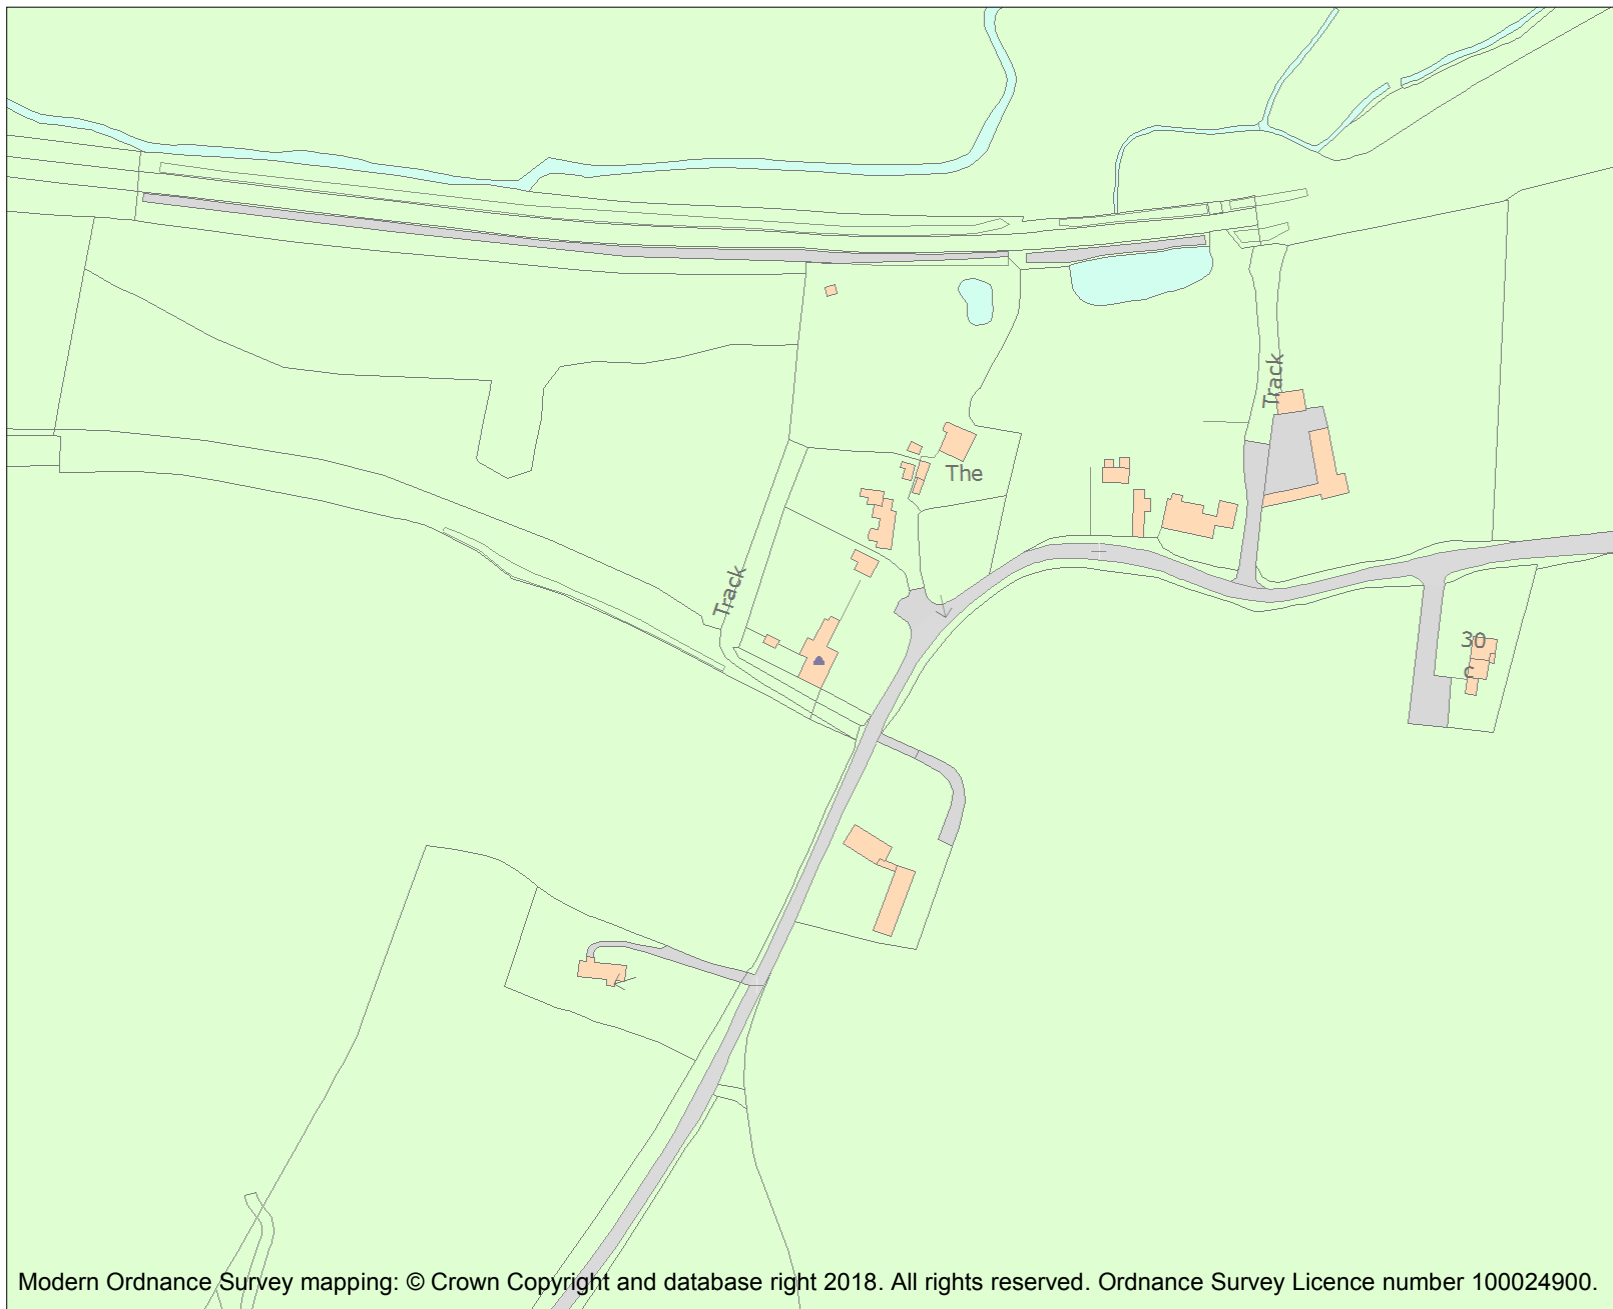 Track
The
Track
30
c
Modern Ordnance Survey mapping: © Crown Copyright and database right 2018. All rights reserved. Ordnance Survey Licence number 100024900.